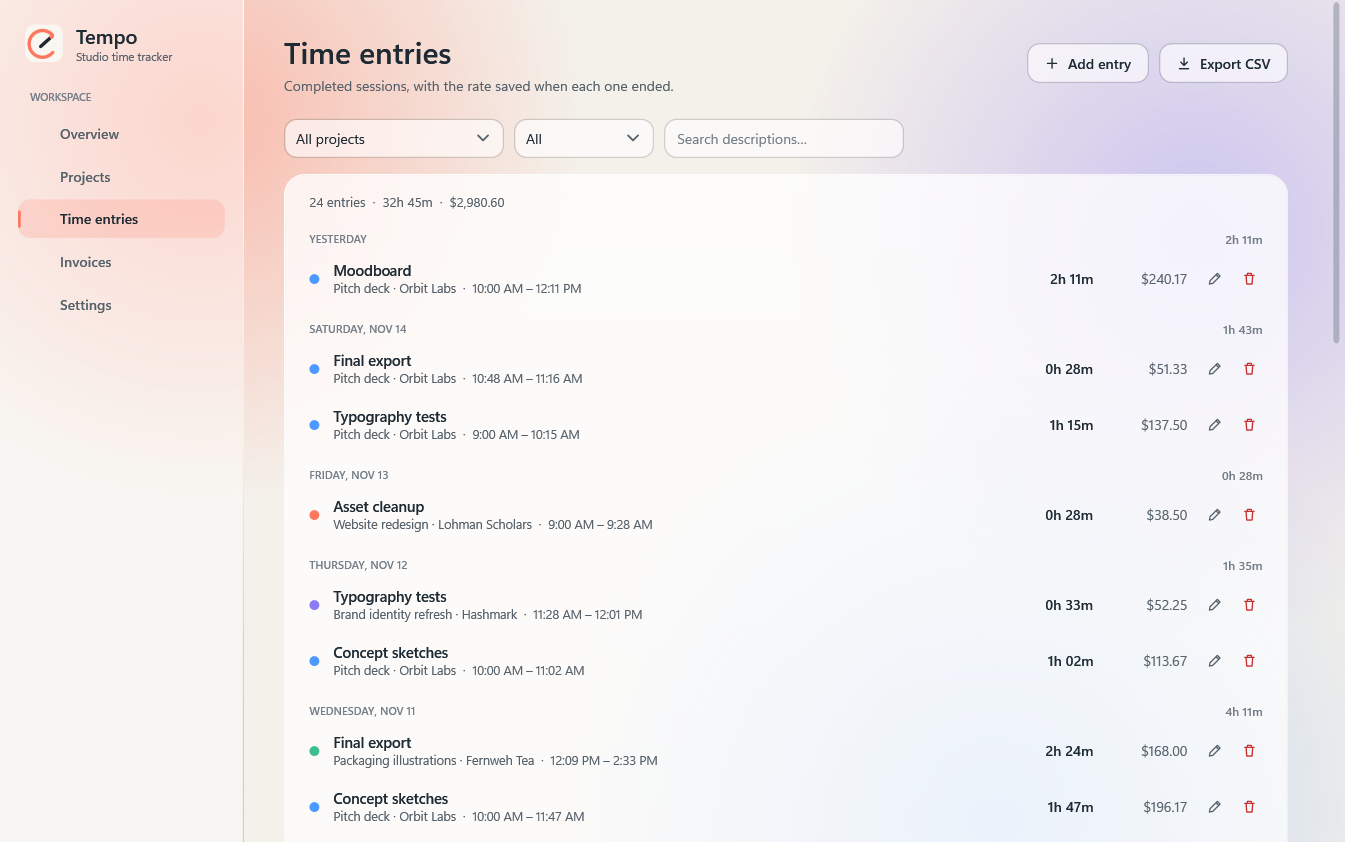 Tempo
Studio time tracker
WORKSPACE
Overview
Projects
Time entries
Invoices
Settings
Time entries
Completed sessions, with the rate saved when each one ended.
Add entry
Export CSV
All projects
All
Search descriptions...
24 entries · 32h 45m · $2,980.60
YESTERDAY 2h 11m
Moodboard
Pitch deck · Orbit Labs · 10:00 AM – 12:11 PM
2h 11m $240.17
SATURDAY, NOV 14 1h 43m
Final export
Pitch deck · Orbit Labs · 10:48 AM – 11:16 AM
0h 28m $51.33
Typography tests
Pitch deck · Orbit Labs · 9:00 AM – 10:15 AM
1h 15m $137.50
FRIDAY, NOV 13 0h 28m
Asset cleanup
Website redesign · Lohman Scholars · 9:00 AM – 9:28 AM
0h 28m $38.50
THURSDAY, NOV 12 1h 35m
Typography tests
Brand identity refresh · Hashmark · 11:28 AM – 12:01 PM
0h 33m $52.25
Concept sketches
Pitch deck · Orbit Labs · 10:00 AM – 11:02 AM
1h 02m $113.67
WEDNESDAY, NOV 11 4h 11m
Final export
Packaging illustrations · Fernweh Tea · 12:09 PM – 2:33 PM
2h 24m $168.00
Concept sketches
Pitch deck · Orbit Labs · 10:00 AM – 11:47 AM
1h 47m $196.17